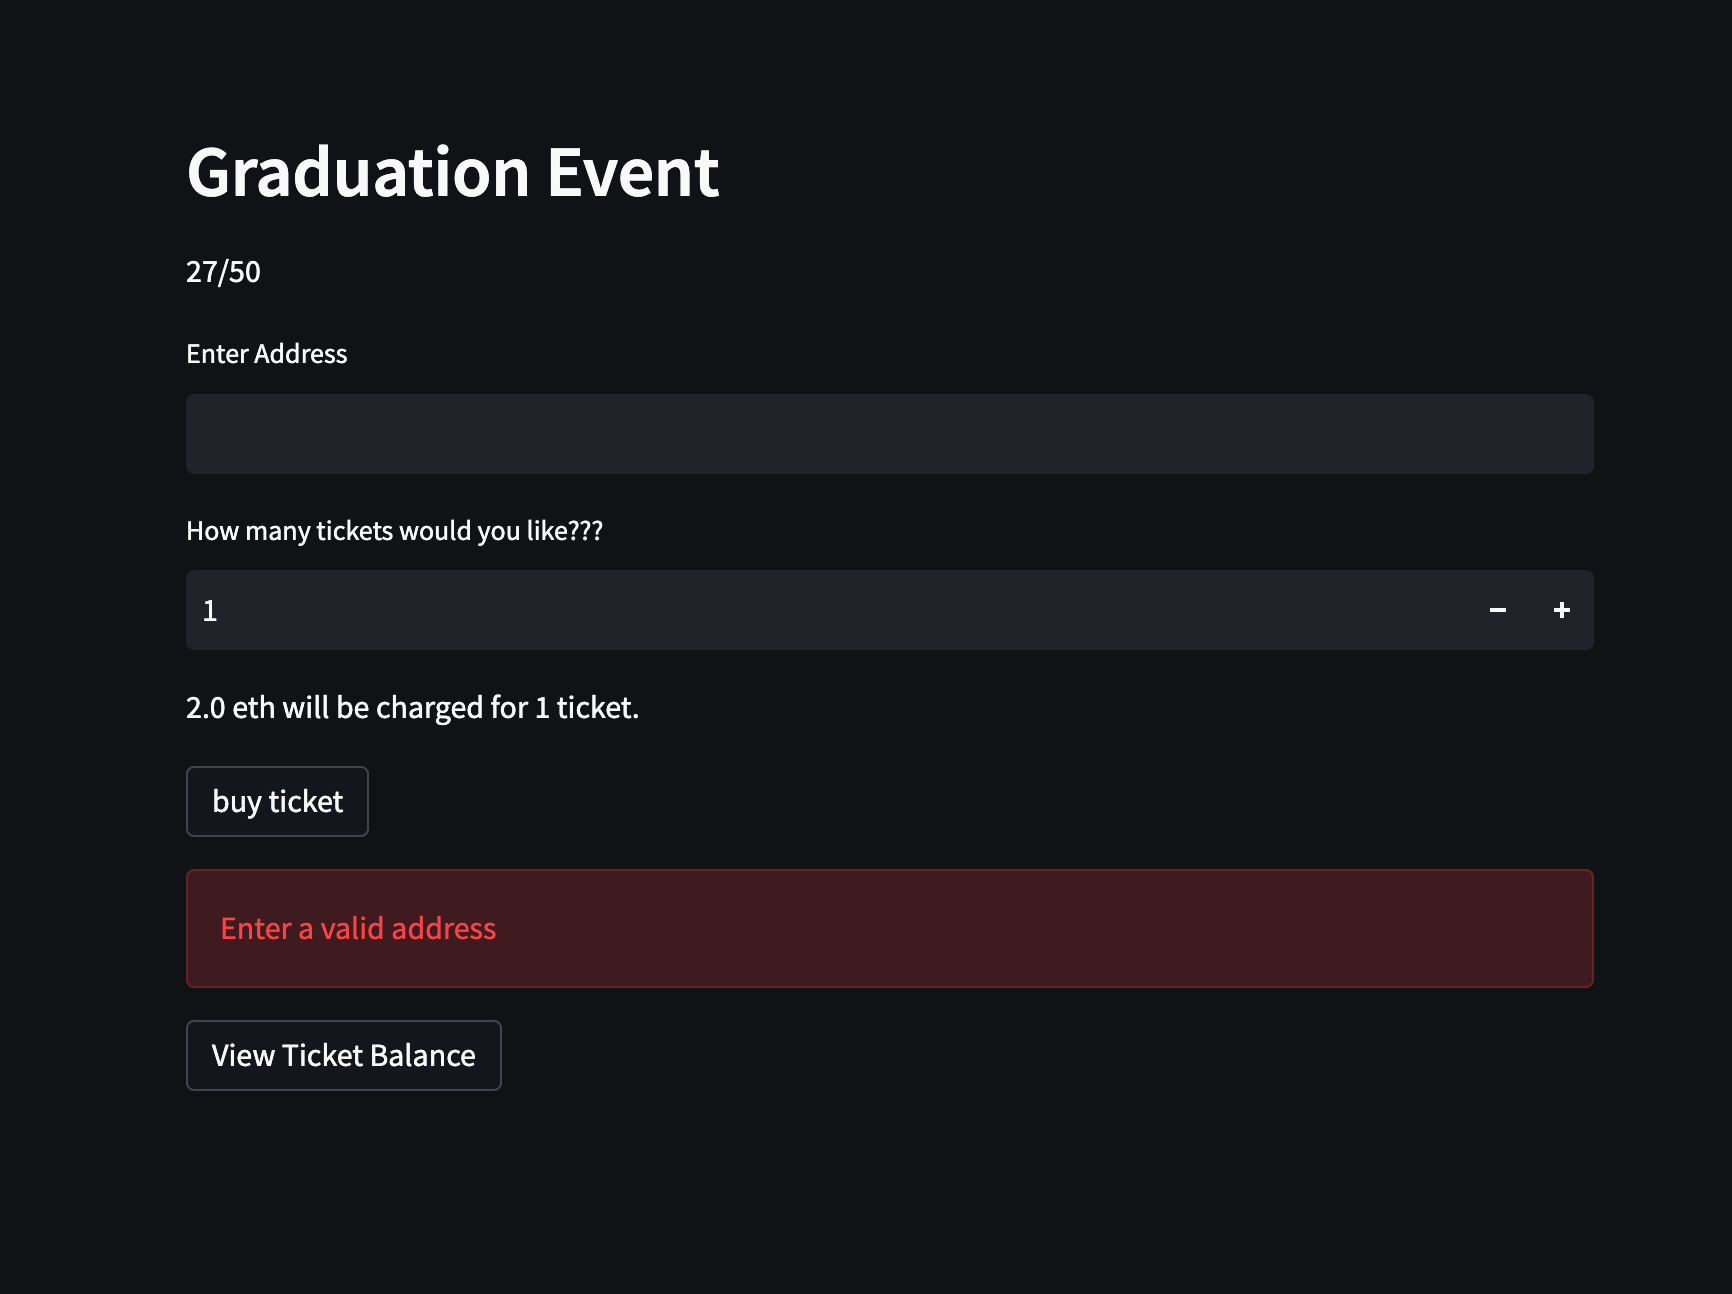 Graduation Event
27/50
Enter Address
How many tickets would you like???
1 − +
2.0 eth will be charged for 1 ticket.
buy ticket
Enter a valid address
View Ticket Balance